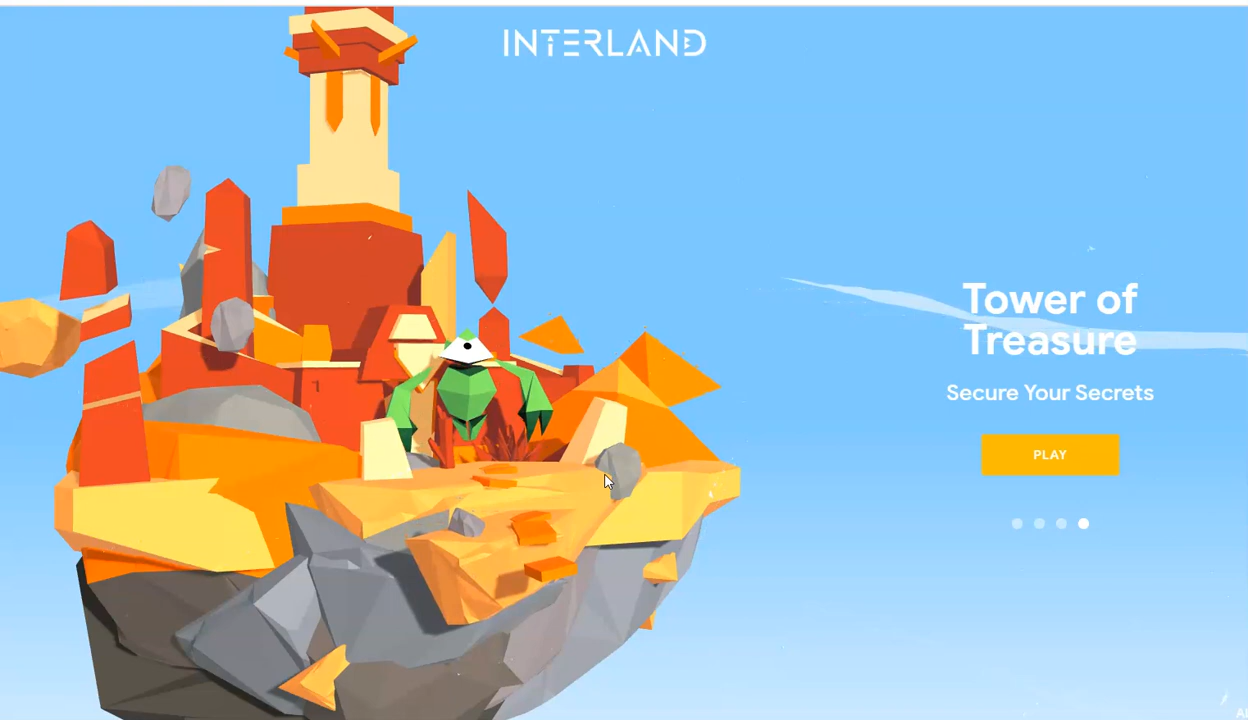 INTERLAND
Tower of
Treasure
Secure Your Secrets
PLAY